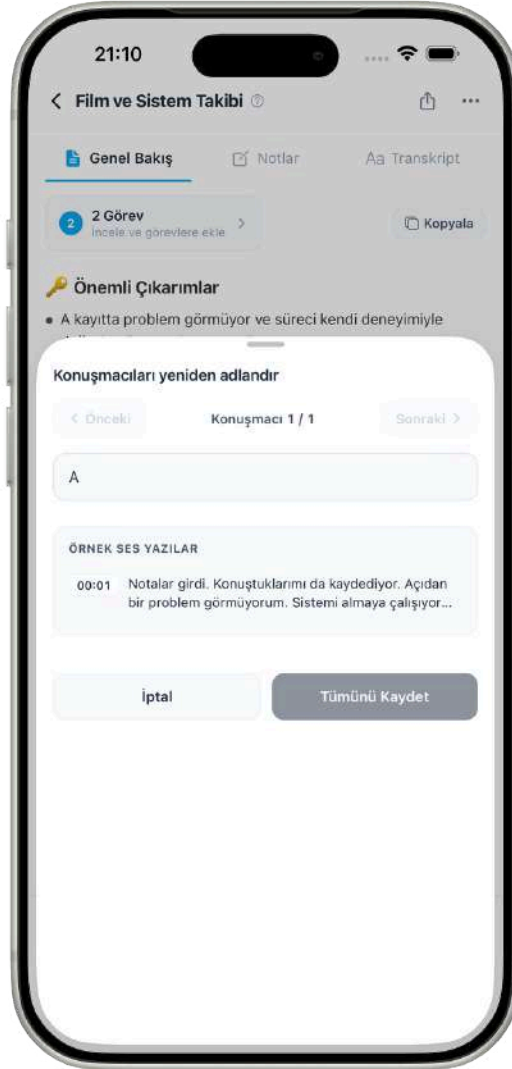 21:10
Film ve Sistem Takibi
Genel Bakış
Notlar
Aa Transkript
2
2 Görev
İncele ve görevlere ekle
Kopyala
Önemli Çıkarımlar
• A kayıtta problem görmüyor ve süreci kendi deneyimiyle
Konuşmacıları yeniden adlandır
< Önceki
Konuşmacı 1 / 1
Sonraki >
A
ÖRNEK SES YAZILAR
00:01 Notalar girdi. Konuştuklarımı da kaydediyor. Açıdan
bir problem görmüyorum. Sistemi almaya çalışıyor...
İptal
Tümünü Kaydet